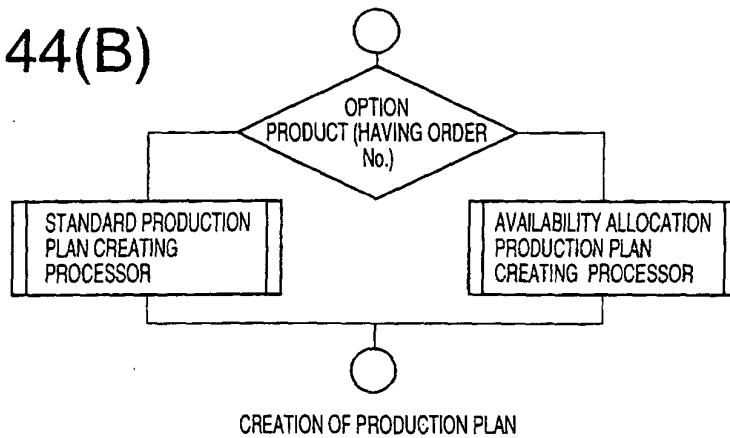 44(B)
OPTION
PRODUCT (HAVING ORDER
No.)
STANDARD PRODUCTION
PLAN CREATING
PROCESSOR
AVAILABILITY ALLOCATION
PRODUCTION PLAN
CREATING PROCESSOR
CREATION OF PRODUCTION PLAN